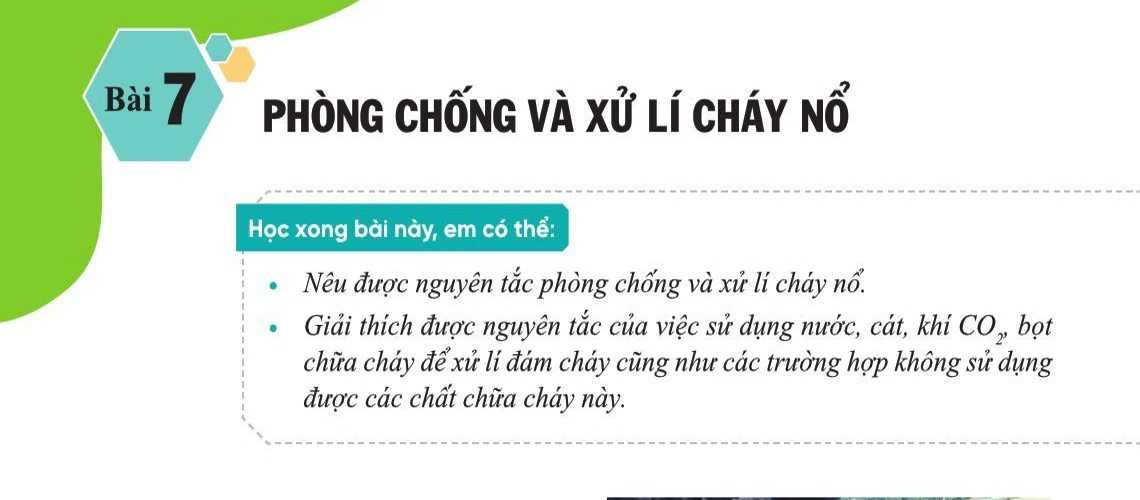 Bài 7
PHÒNG CHỐNG VÀ XỬ LÍ CHÁY NỔ
Học xong bài này, em có thể:
• Nêu được nguyên tắc phòng chống và xử lí cháy nổ.
• Giải thích được nguyên tắc của việc sử dụng nước, cát, khí CO₂, bọt
chữa cháy để xử lí đám cháy cũng như các trường hợp không sử dụng
được các chất chữa cháy này.